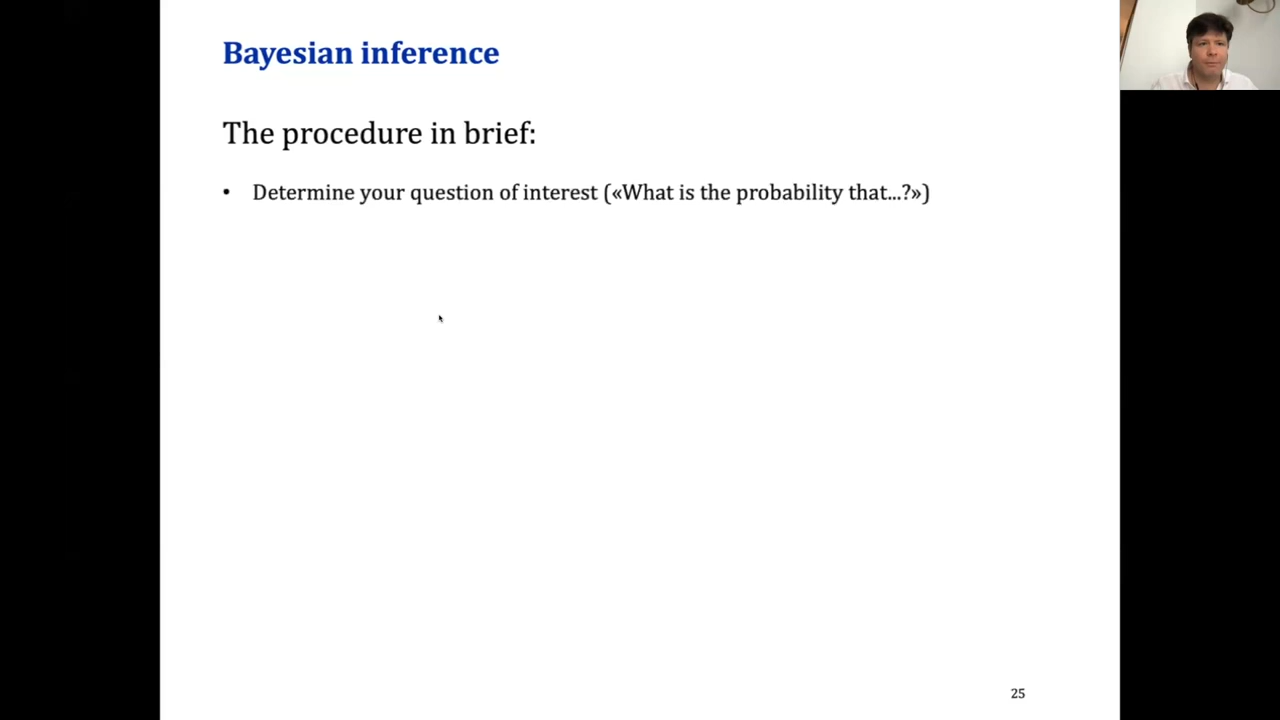 Bayesian inference
The procedure in brief:
• Determine your question of interest («What is the probability that...?»)
25